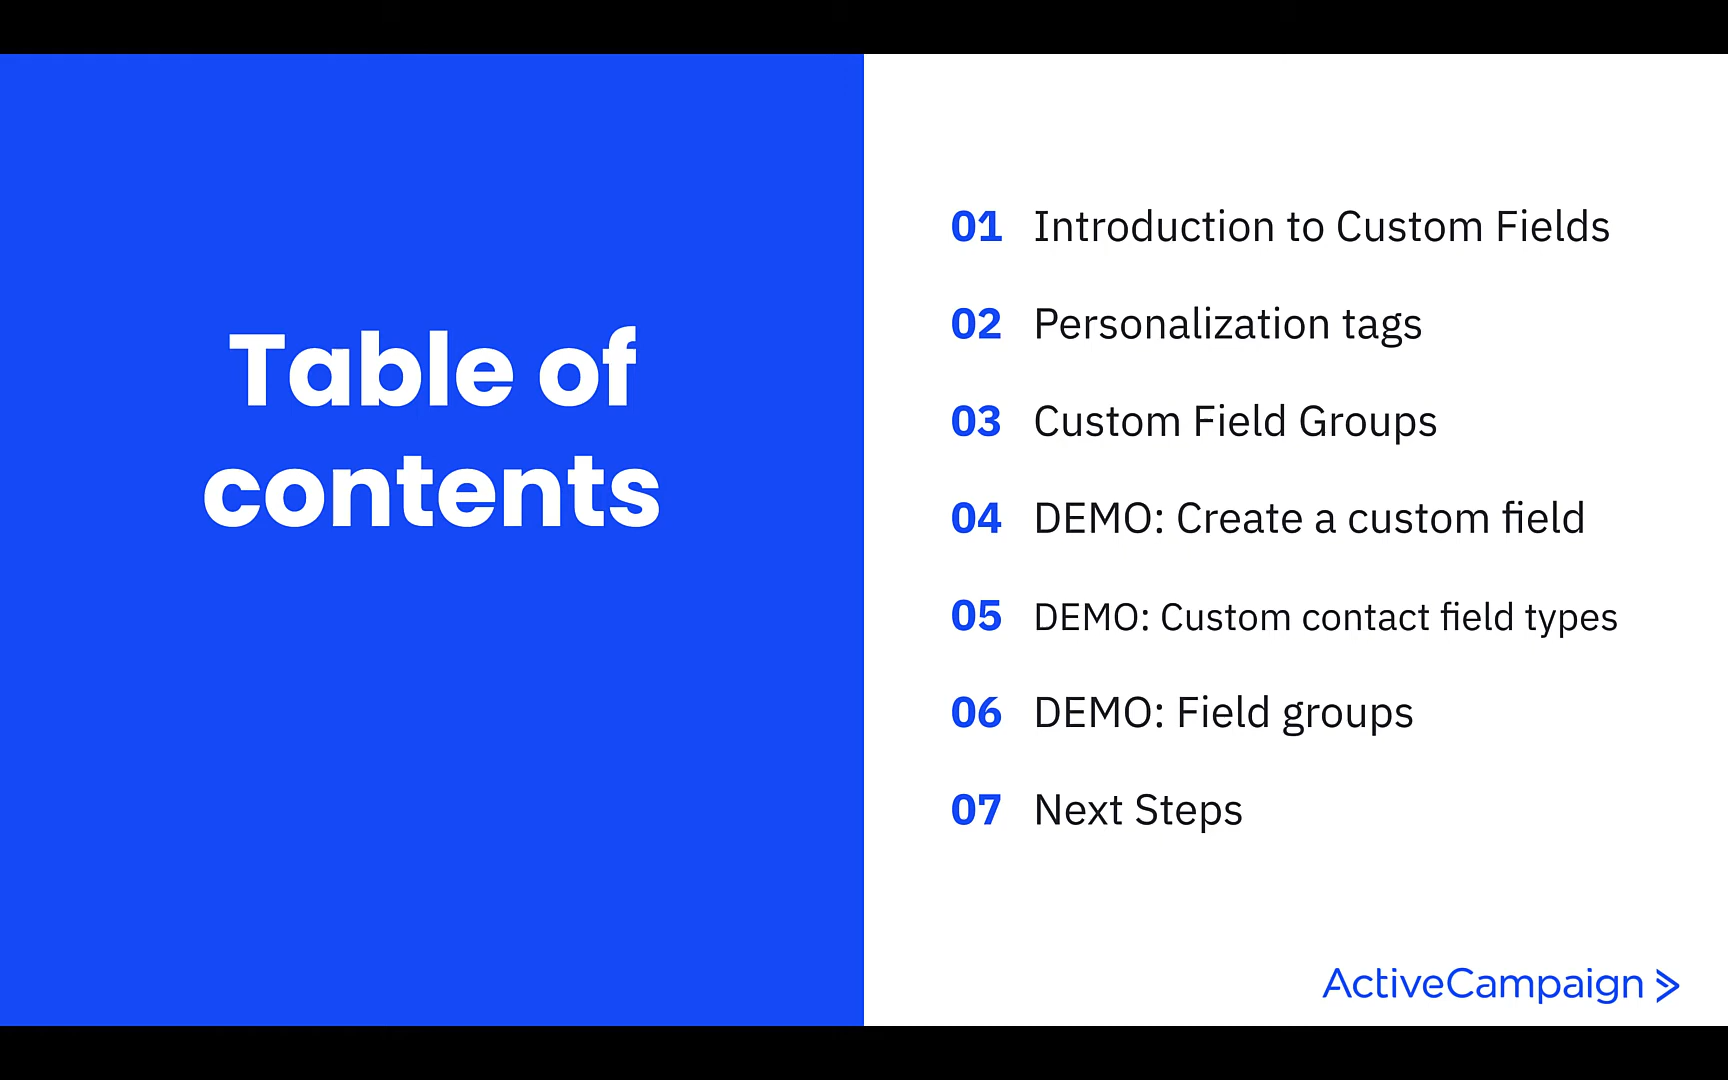 Table of
contents
01 Introduction to Custom Fields
02 Personalization tags
03 Custom Field Groups
04 DEMO: Create a custom field
05 DEMO: Custom contact field types
06 DEMO: Field groups
07 Next Steps
ActiveCampaign